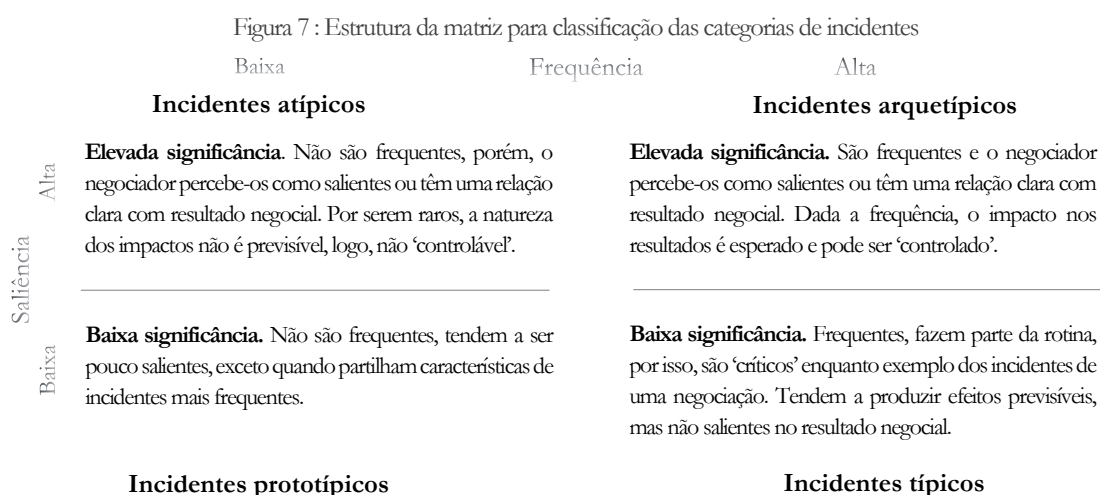 Figura 7 : Estrutura da matriz para classificação das categorias de incidentes
Baixa Frequência Alta
Incidentes atípicos
Elevada significância. Não são frequentes, porém, o
negociador percebe-os como salientes ou têm uma relação
clara com resultado negocial. Por serem raros, a natureza
dos impactos não é previsível, logo, não ‘controlável’.
Incidentes arquetípicos
Elevada significância. São frequentes e o negociador
percebe-os como salientes ou têm uma relação clara com
resultado negocial. Dada a frequência, o impacto nos
resultados é esperado e pode ser ‘controlado’.
Saliência
Alta
Baixa
Baixa significância. Não são frequentes, tendem a ser
pouco salientes, exceto quando partilham características de
incidentes mais frequentes.
Incidentes prototípicos
Baixa significância. Frequentes, fazem parte da rotina,
por isso, são ‘críticos’ enquanto exemplo dos incidentes de
uma negociação. Tendem a produzir efeitos previsíveis,
mas não salientes no resultado negocial.
Incidentes típicos